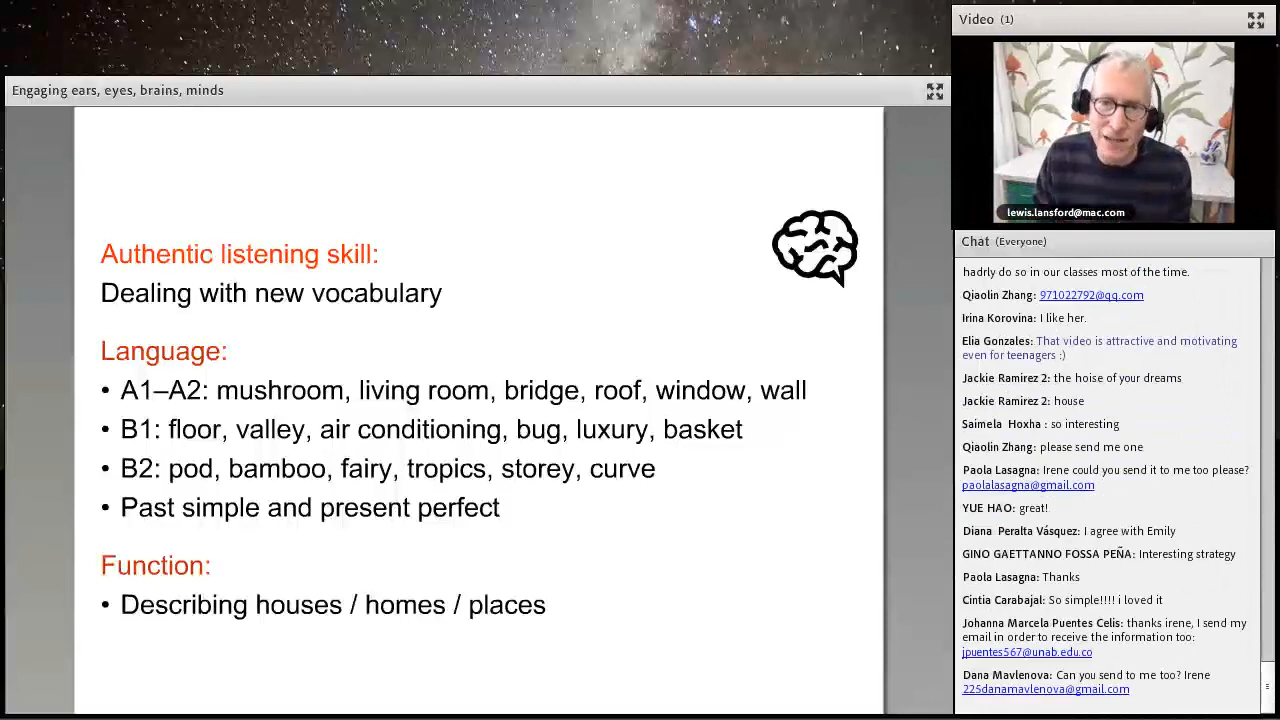 Engaging ears, eyes, brains, minds
Authentic listening skill:
Dealing with new vocabulary
Language:
• A1–A2: mushroom, living room, bridge, roof, window, wall
• B1: floor, valley, air conditioning, bug, luxury, basket
• B2: pod, bamboo, fairy, tropics, storey, curve
• Past simple and present perfect
Function:
• Describing houses / homes / places
Video (1)
lewis.lansford@mac.com
Chat (Everyone)
hadrly do so in our classes most of the time.
Qiaolin Zhang: 971022792@qq.com
Irina Korovina: I like her.
Elia Gonzales: That video is attractive and motivating
even for teenagers :)
Jackie Ramirez 2: the hoise of your dreams
Jackie Ramirez 2: house
Saimela Hoxha : so interesting
Qiaolin Zhang: please send me one
Paola Lasagna: Irene could you send it to me too please?
paolalasagna@gmail.com
YUE HAO: great!
Diana Peralta Vásquez: I agree with Emily
GINO GAETTANNO FOSSA PEÑA: Interesting strategy
Paola Lasagna: Thanks
Cintia Carabajal: So simple!!!! i loved it
Johanna Marcela Puentes Celis: thanks irene, I send my
email in order to receive the information too:
jpuentes567@unab.edu.co
Dana Mavlenova: Can you send to me too? Irene
225danamavlenova@gmail.com